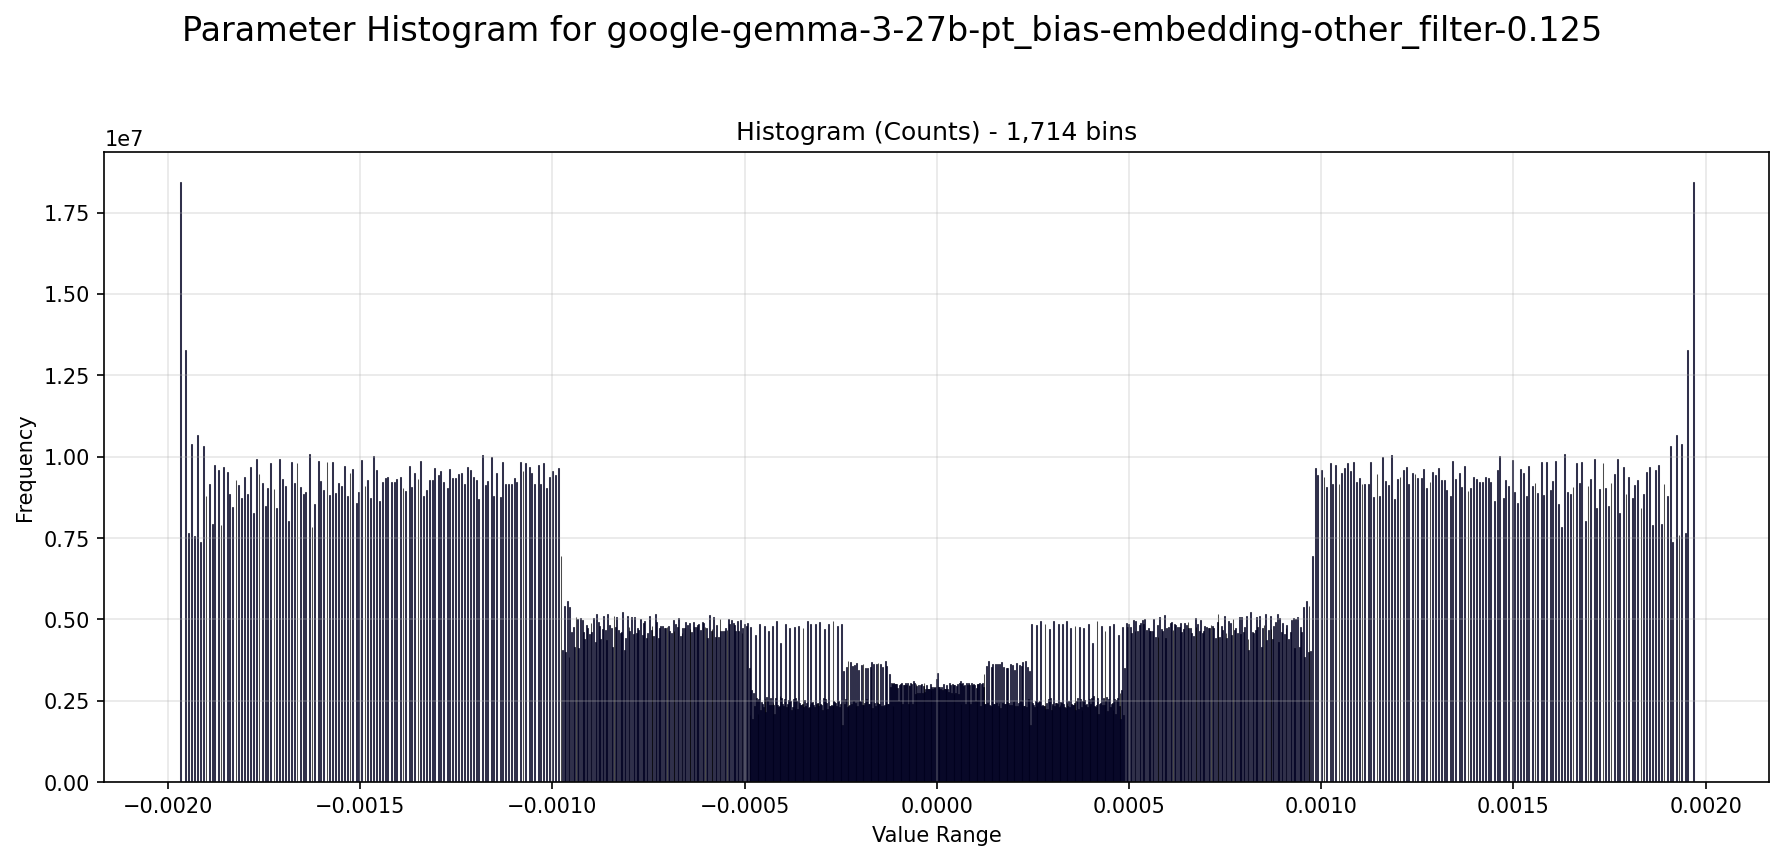 Parameter Histogram for google-gemma-3-27b-pt_bias-embedding-other_filter-0.125
Histogram (Counts) - 1,714 bins
1e7
1.75
1.50
1.25
1.00
0.75
0.50
0.25
0.00
Frequency
−0.0020 −0.0015 −0.0010 −0.0005 0.0000 0.0005 0.0010 0.0015 0.0020
Value Range